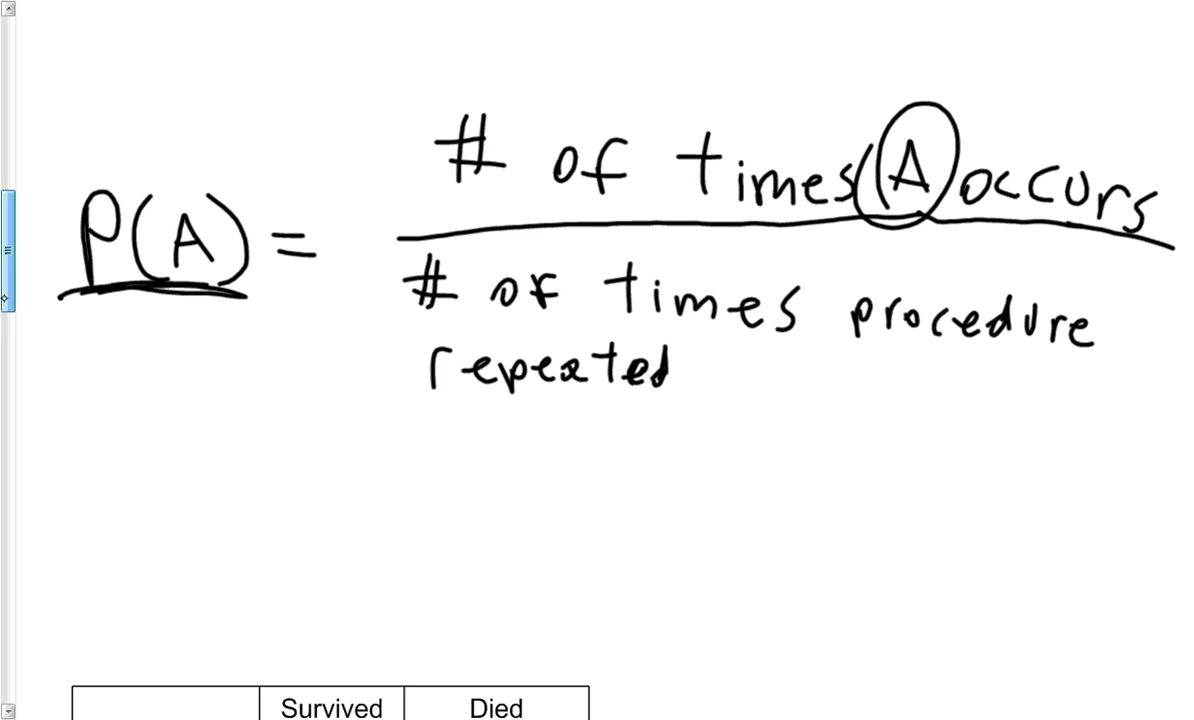 # of times A occurs
P(A) =
# of times procedure
repeated
Survived Died